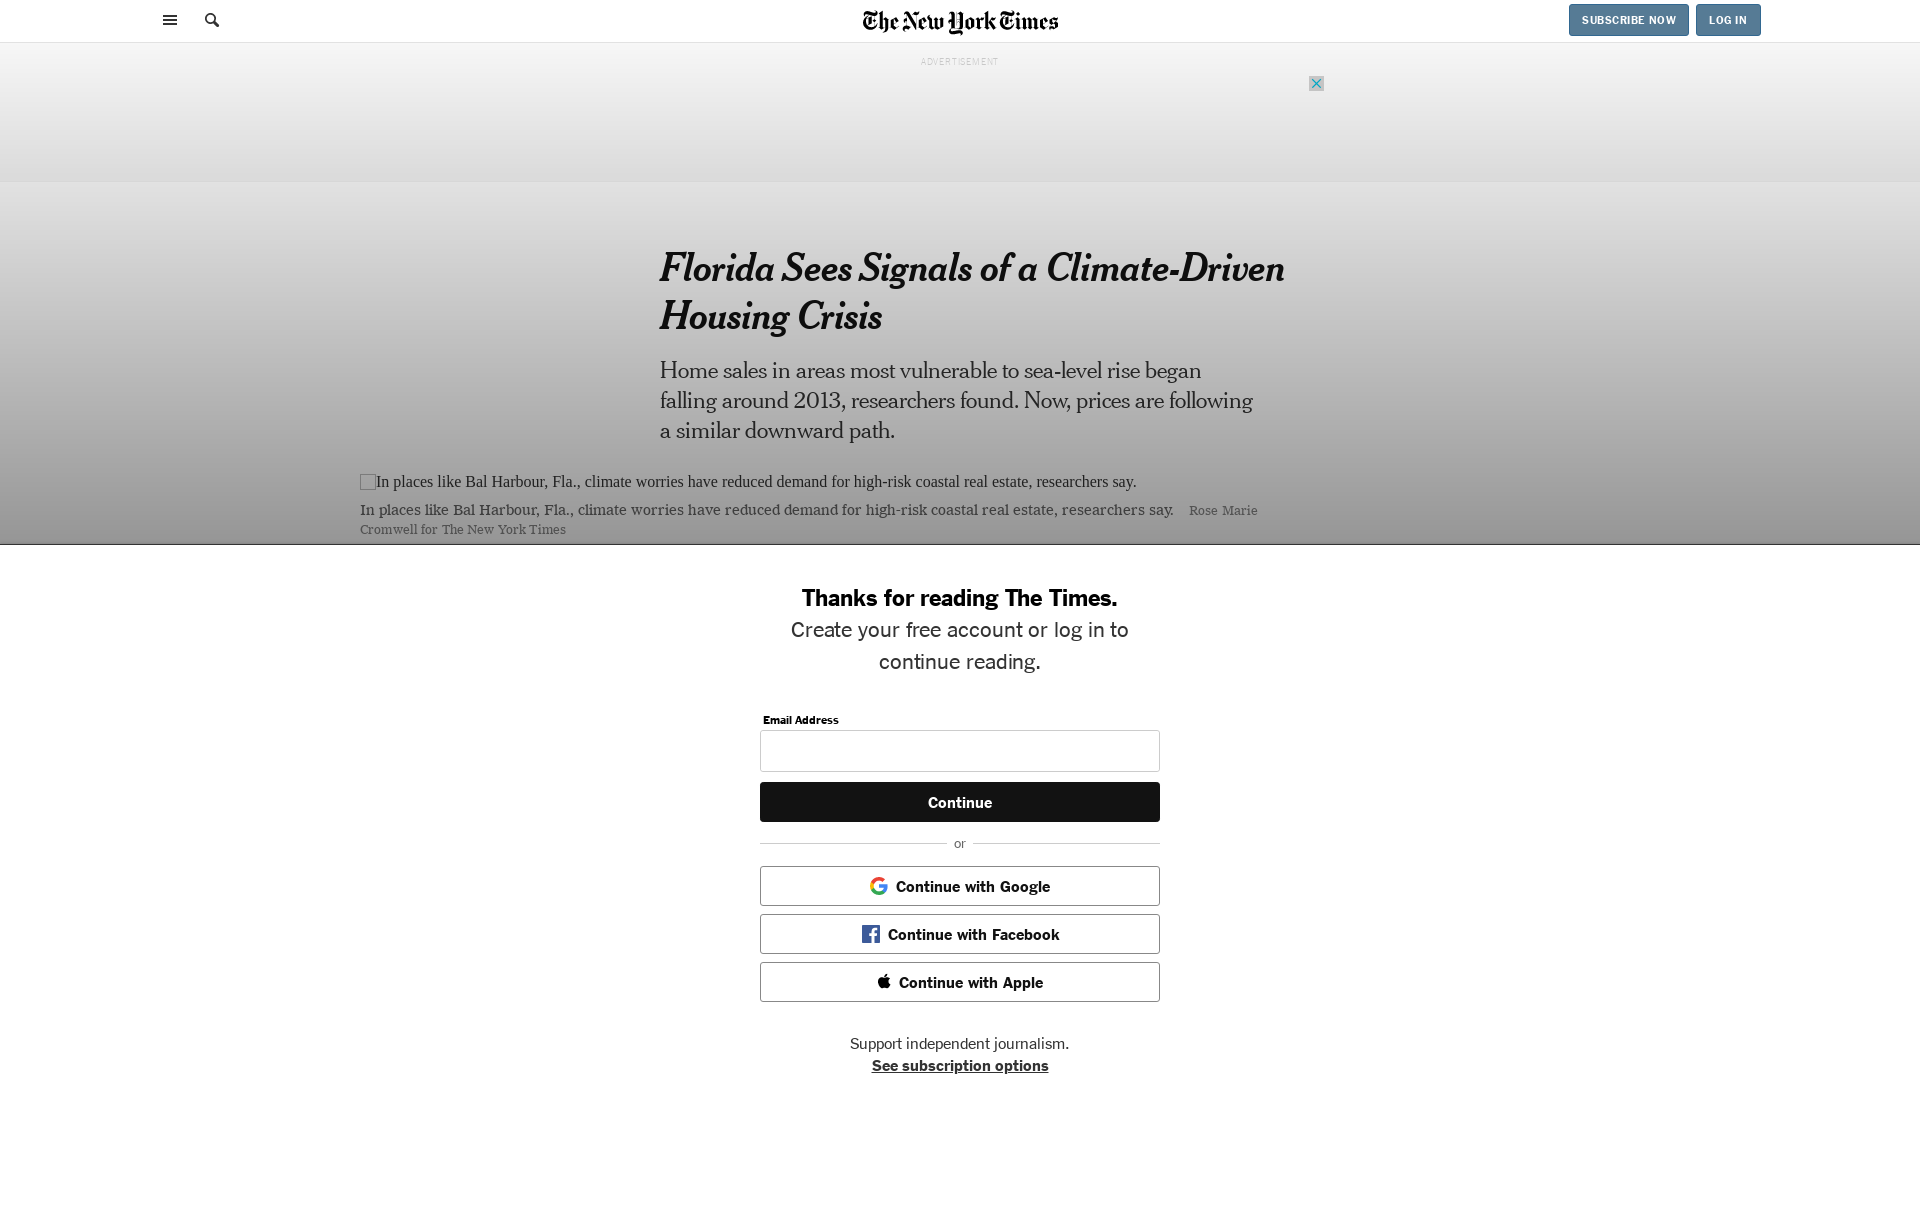 The New York Times
SUBSCRIBE NOW
LOG IN
ADVERTISEMENT
Florida Sees Signals of a Climate-Driven
Housing Crisis
Home sales in areas most vulnerable to sea-level rise began
falling around 2013, researchers found. Now, prices are following
a similar downward path.
In places like Bal Harbour, Fla., climate worries have reduced demand for high-risk coastal real estate, researchers say.
In places like Bal Harbour, Fla., climate worries have reduced demand for high-risk coastal real estate, researchers say. Rose Marie
Cromwell for The New York Times
Thanks for reading The Times.
Create your free account or log in to
continue reading.
Email Address
Continue
or
Continue with Google
Continue with Facebook
Continue with Apple
Support independent journalism.
See subscription options